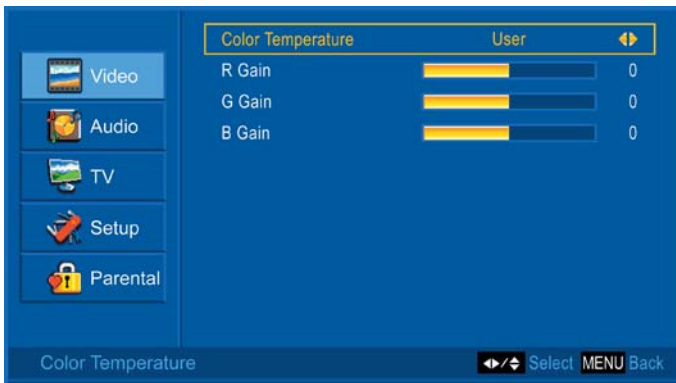 Video
Audio
TV
Setup
Parental
Color Temperature User
R Gain 0
G Gain 0
B Gain 0
Color Temperature
Select MENU Back